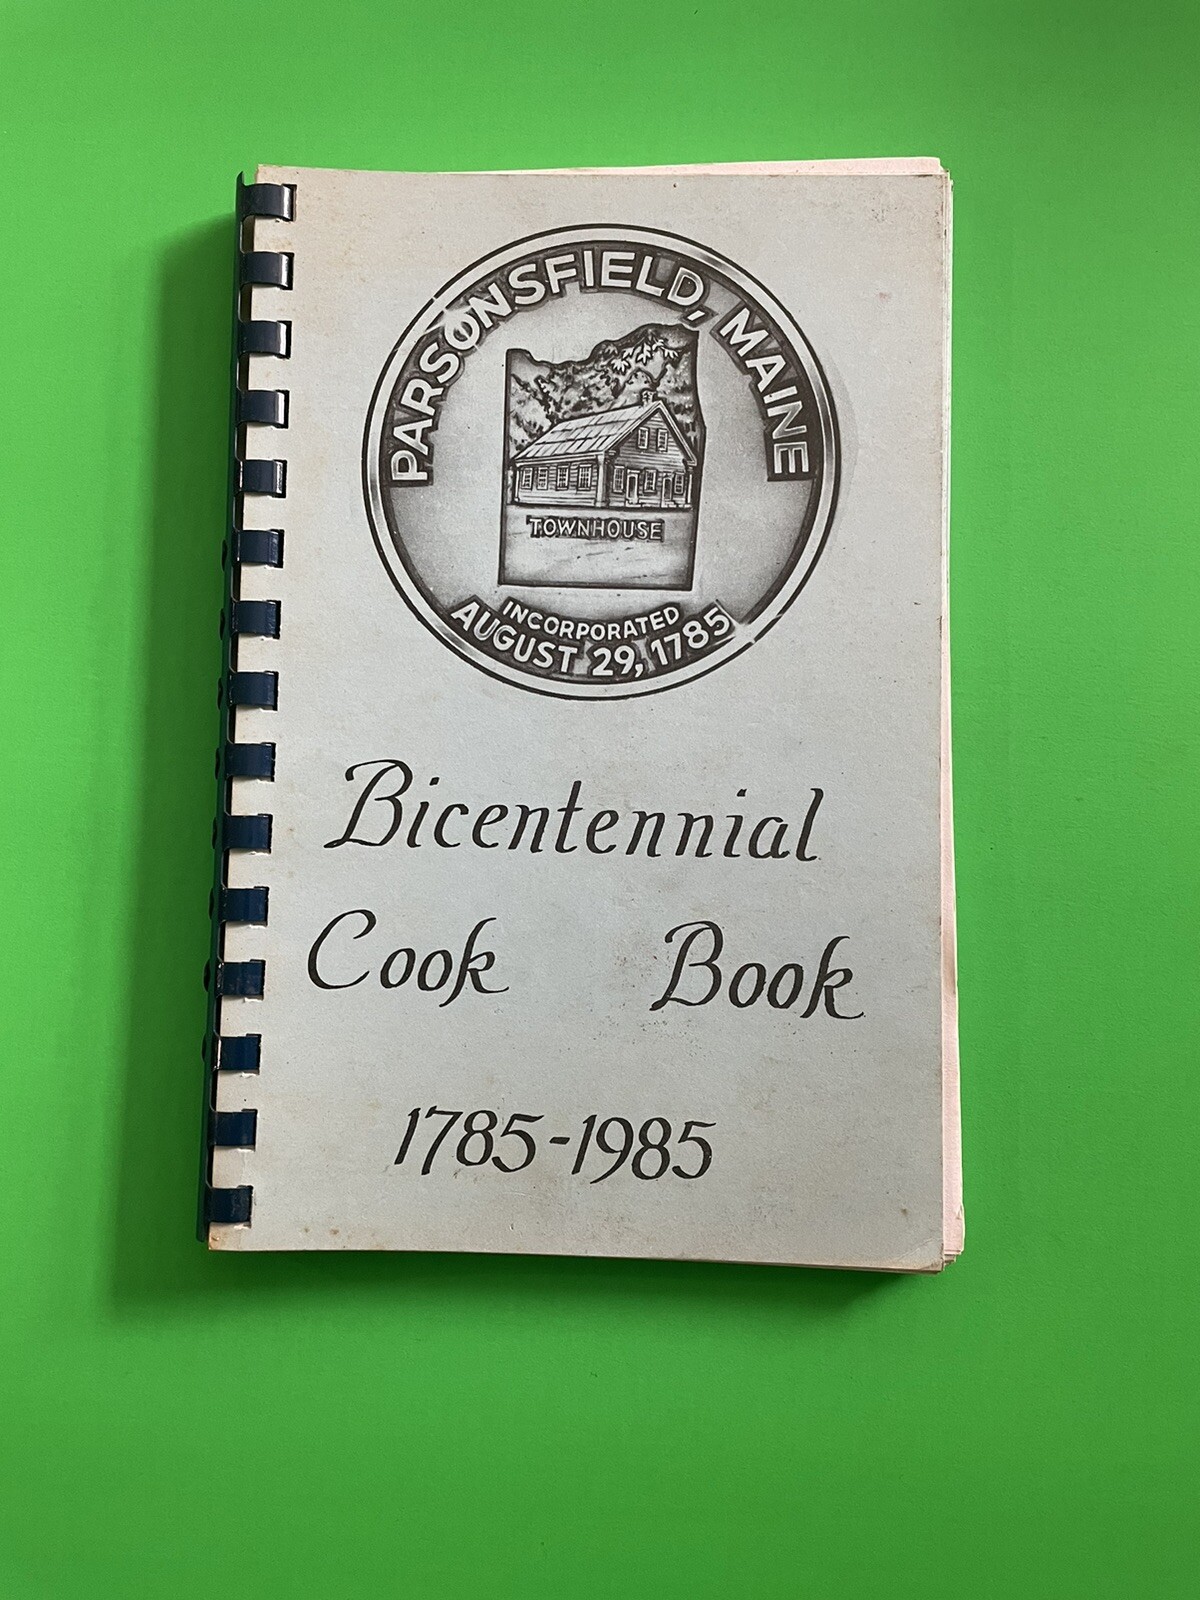 PARSONSFIELD, MAINE
TOWNHOUSE
INCORPORATED
AUGUST 29, 1785
Bicentennial
Cook Book
1785-1985